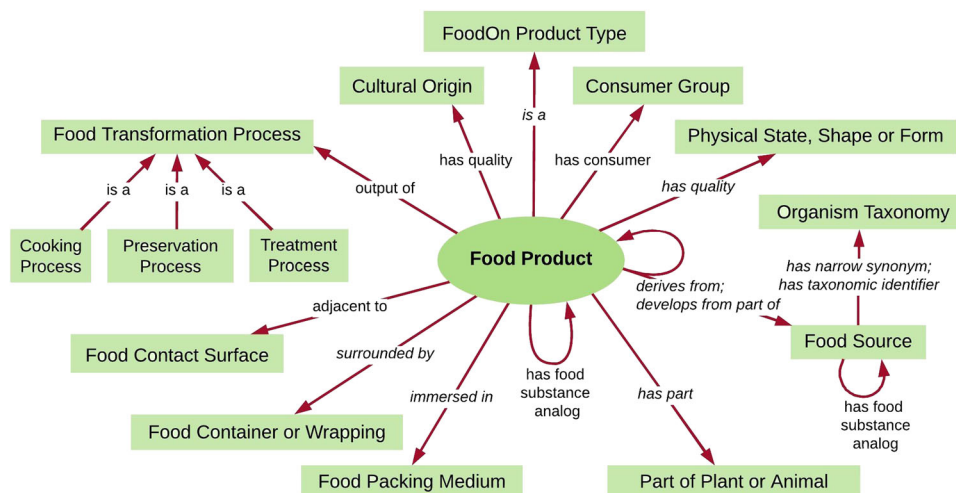 FoodOn Product Type
Cultural Origin
Consumer Group
Food Transformation Process
Physical State, Shape or Form
is a
has quality
has consumer
is a
is a
is a
output of
has quality
Organism Taxonomy
Cooking
Process
Preservation
Process
Treatment
Process
Food Product
has narrow synonym;
has taxonomic identifier
derives from;
develops from part of
adjacent to
Food Contact Surface
Food Source
surrounded by
has food
substance
analog
immersed in
has part
has food
substance
analog
Food Container or Wrapping
Food Packing Medium
Part of Plant or Animal